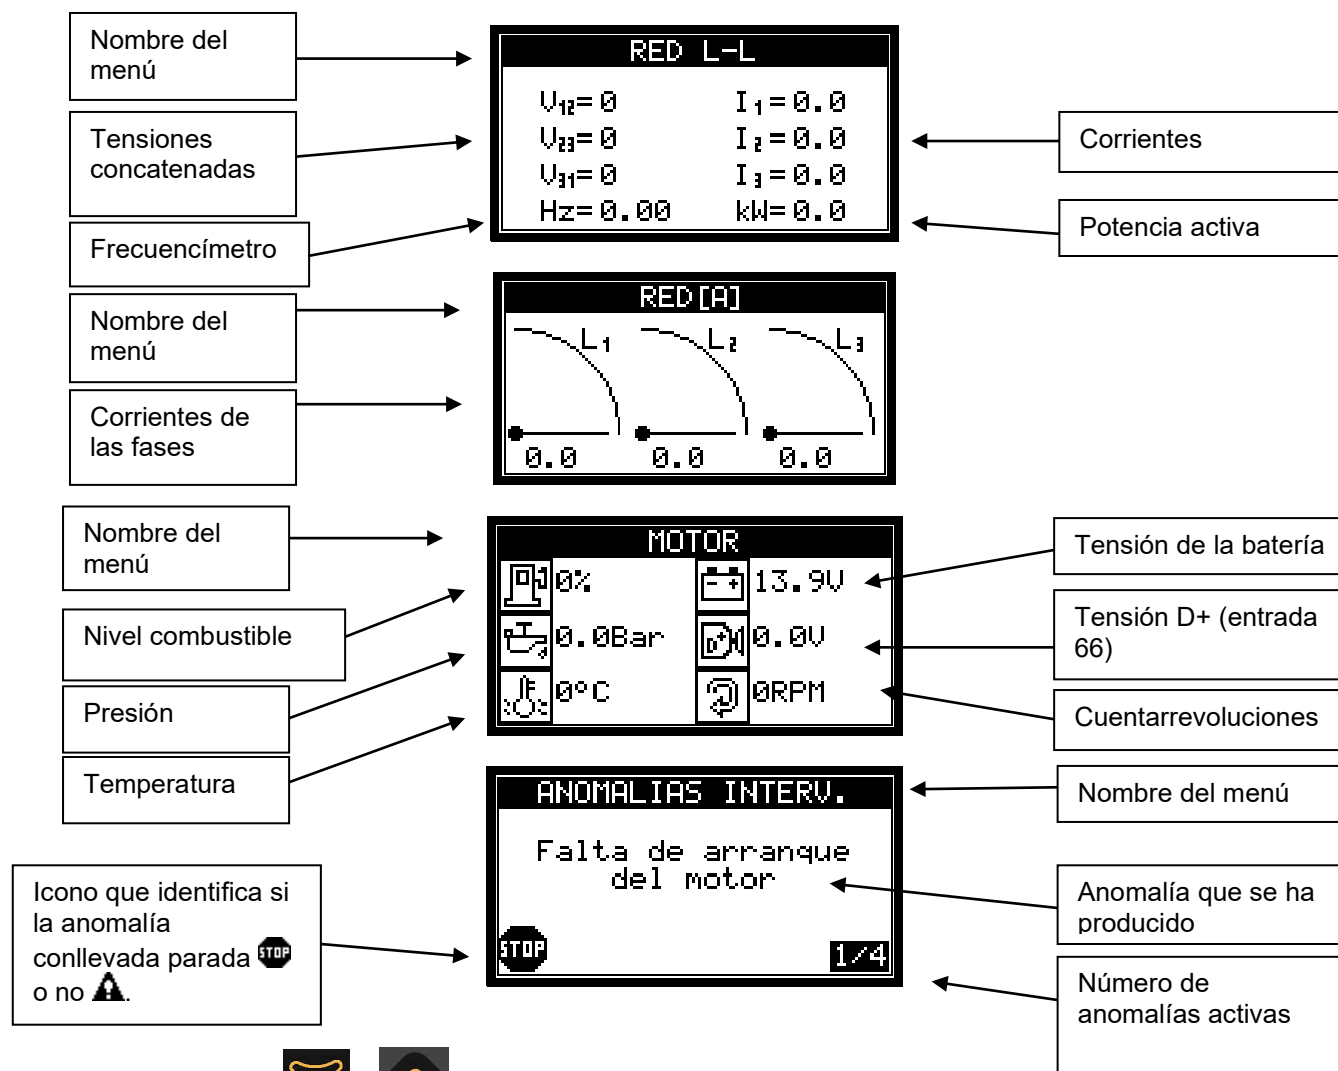 Nombre del
menú
RED L-L
V12=0 I1=0.0
Tensiones
concatenadas
V23=0 I2=0.0
Corrientes
V31=0 I3=0.0
Hz=0.00 kW=0.0
Potencia activa
Frecuencímetro
RED[A]
Nombre del
menú
L1 L2 L3
Corrientes de
las fases
0.0 0.0 0.0
Nombre del
menú
MOTOR
Tensión de la batería
0% - + 13.9V
Nivel combustible
0.0Bar D+ 0.0V
Tensión D+ (entrada
66)
Presión
0°C 0RPM
Cuentarrevoluciones
Temperatura
ANOMALIAS INTERV.
Nombre del menú
Falta de arranque
del motor
Icono que identifica si
la anomalía
conllevada parada STOP
o no .
Anomalía que se ha
producido
STOP 1/4
Número de
anomalías activas